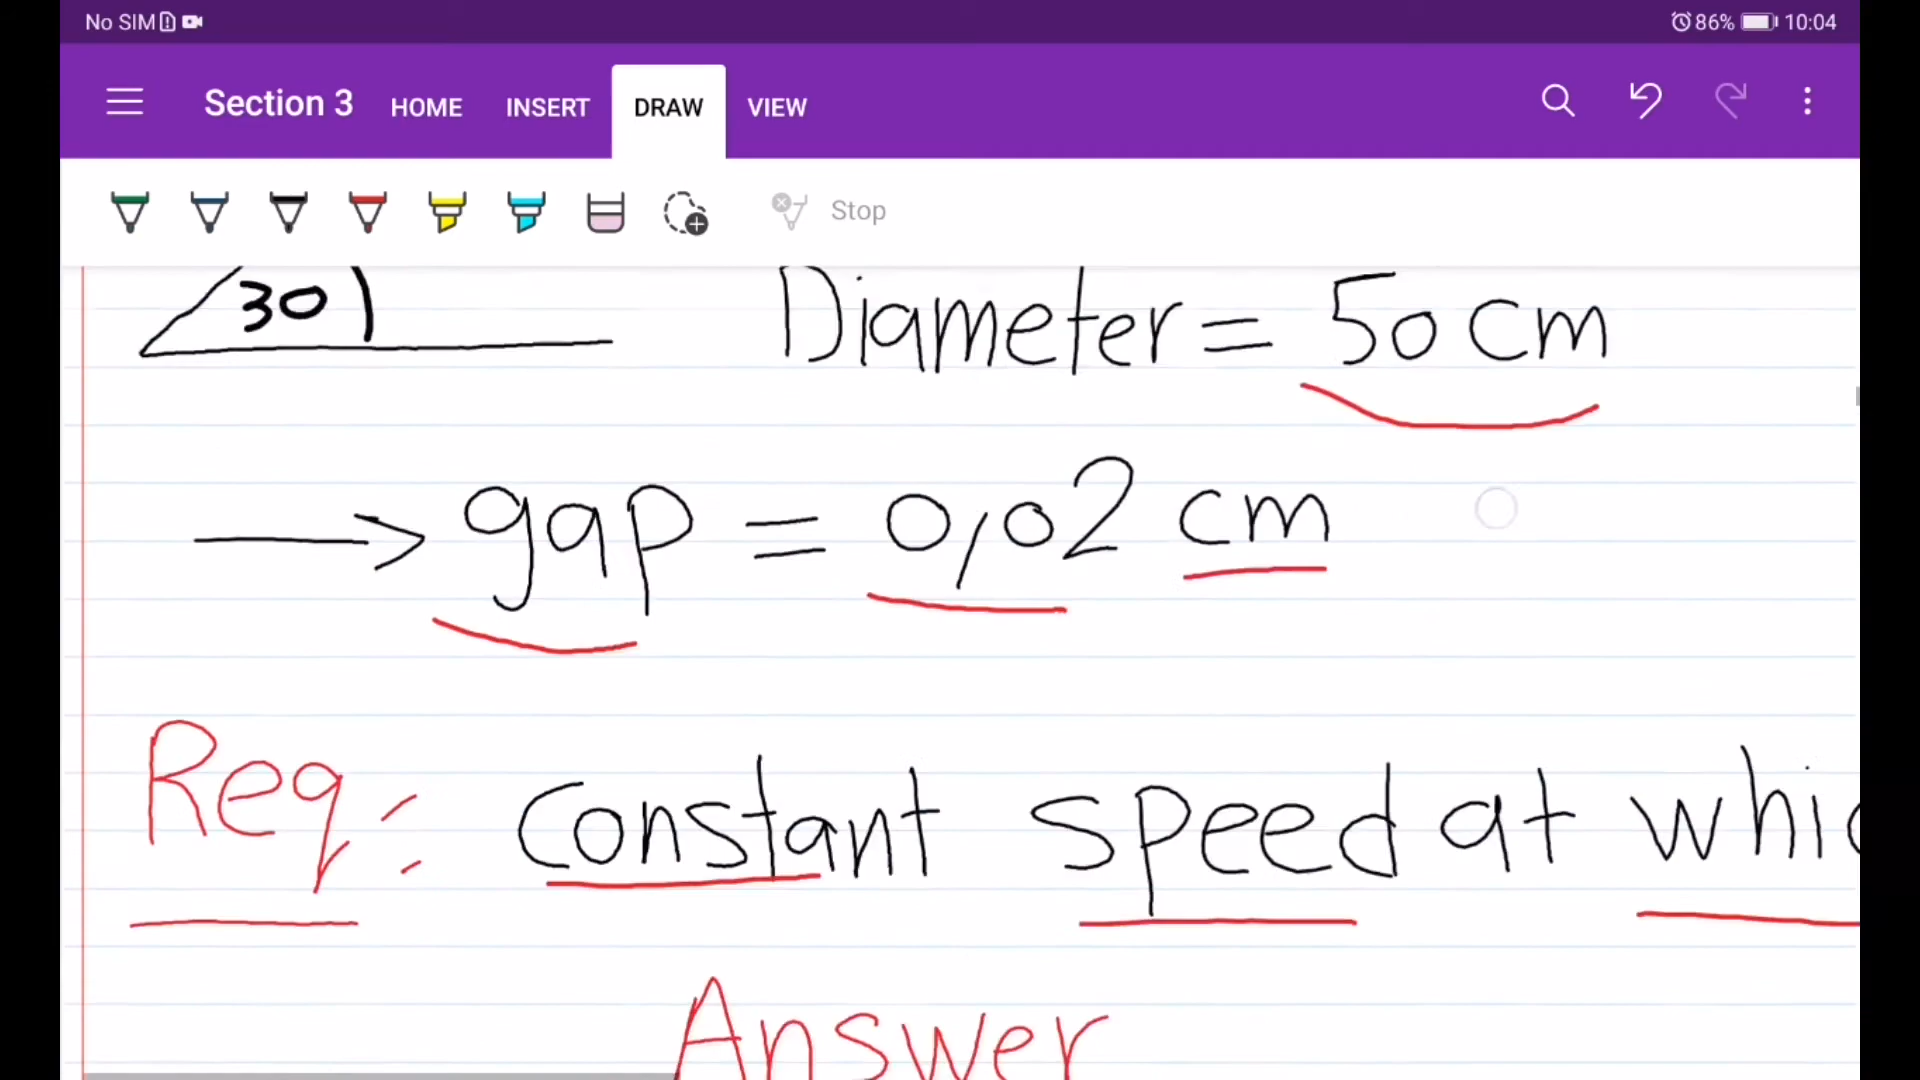 No SIM 86% 10:04
Section 3 HOME INSERT DRAW VIEW
Stop
30 Diameter = 50 cm
→ gap = 0,02 cm
Req: constant speed at whic
Answer